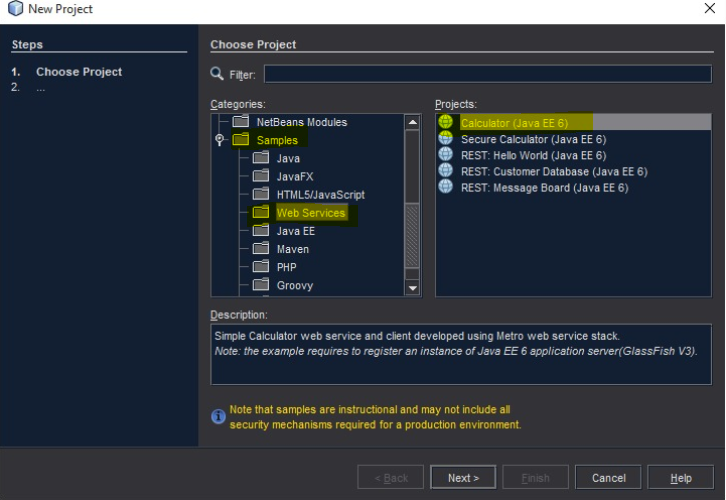 New Project
Steps
1. Choose Project
2. ...
Choose Project
Filter:
Categories:
NetBeans Modules
Samples
Java
JavaFX
HTML5/JavaScript
Web Services
Java EE
Maven
PHP
Groovy
Projects:
Calculator (Java EE 6)
Secure Calculator (Java EE 6)
REST: Hello World (Java EE 6)
REST: Customer Database (Java EE 6)
REST: Message Board (Java EE 6)
Description:
Simple Calculator web service and client developed using Metro web service stack.
Note: the example requires to register an instance of Java EE 6 application server(GlassFish V3).
Note that samples are instructional and may not include all
security mechanisms required for a production environment.
< Back Next > Finish Cancel Help